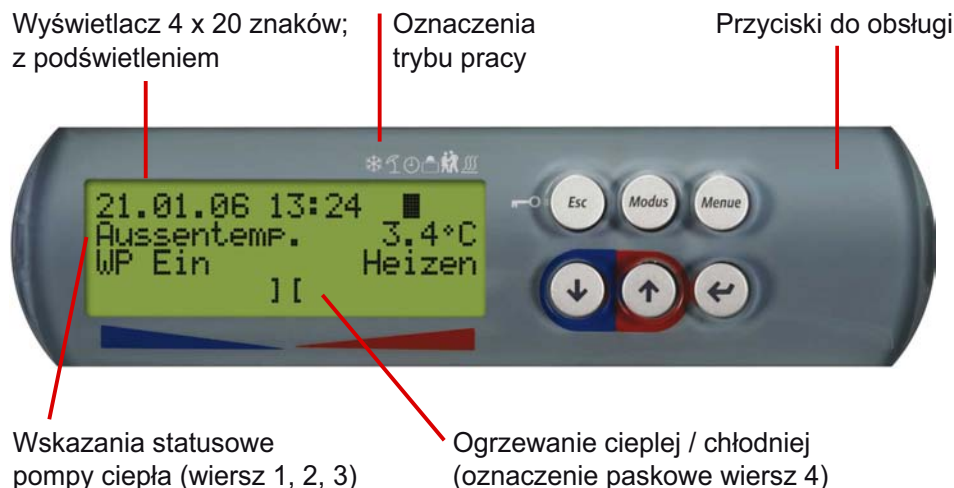 Wyświetlacz 4 x 20 znaków;
z podświetleniem
Oznaczenia
trybu pracy
Przyciski do obsługi
21.01.06 13:24
Aussentemp. 3.4°C
WP Ein Heizen
] [
Esc
Modus
Menue
Wskazania statusowe
pompy ciepła (wiersz 1, 2, 3)
Ogrzewanie cieplej / chłodniej
(oznaczenie paskowe wiersz 4)